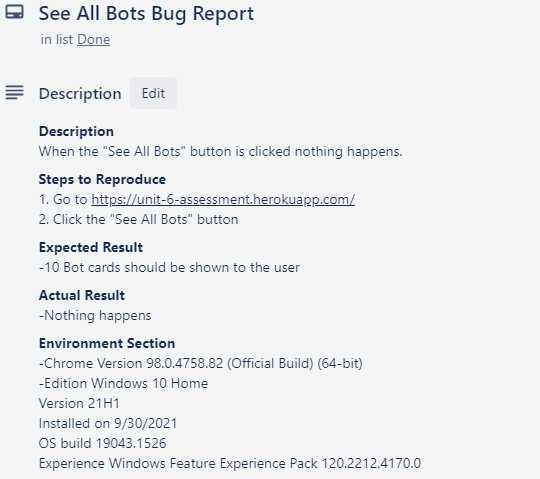 See All Bots Bug Report
in list Done
Description Edit
Description
When the "See All Bots" button is clicked nothing happens.
Steps to Reproduce
1. Go to https://unit-6-assessment.herokuapp.com/
2. Click the "See All Bots" button
Expected Result
-10 Bot cards should be shown to the user
Actual Result
-Nothing happens
Environment Section
-Chrome Version 98.0.4758.82 (Official Build) (64-bit)
-Edition Windows 10 Home
Version 21H1
Installed on 9/30/2021
OS build 19043.1526
Experience Windows Feature Experience Pack 120.2212.4170.0